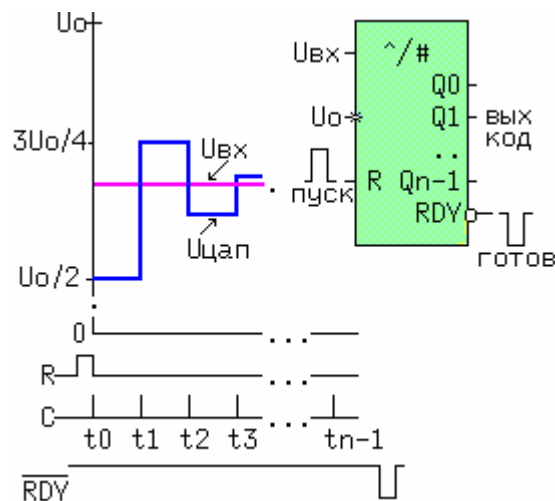 Uo
3Uo/4
Uвх
Uцап
Uo/2
0
R
C
t0 t1 t2 t3 ... tn-1
RDY
Uвх ^/#
Q0
Uo Q1 вых код
..
пуск R Qn-1
RDY
готов